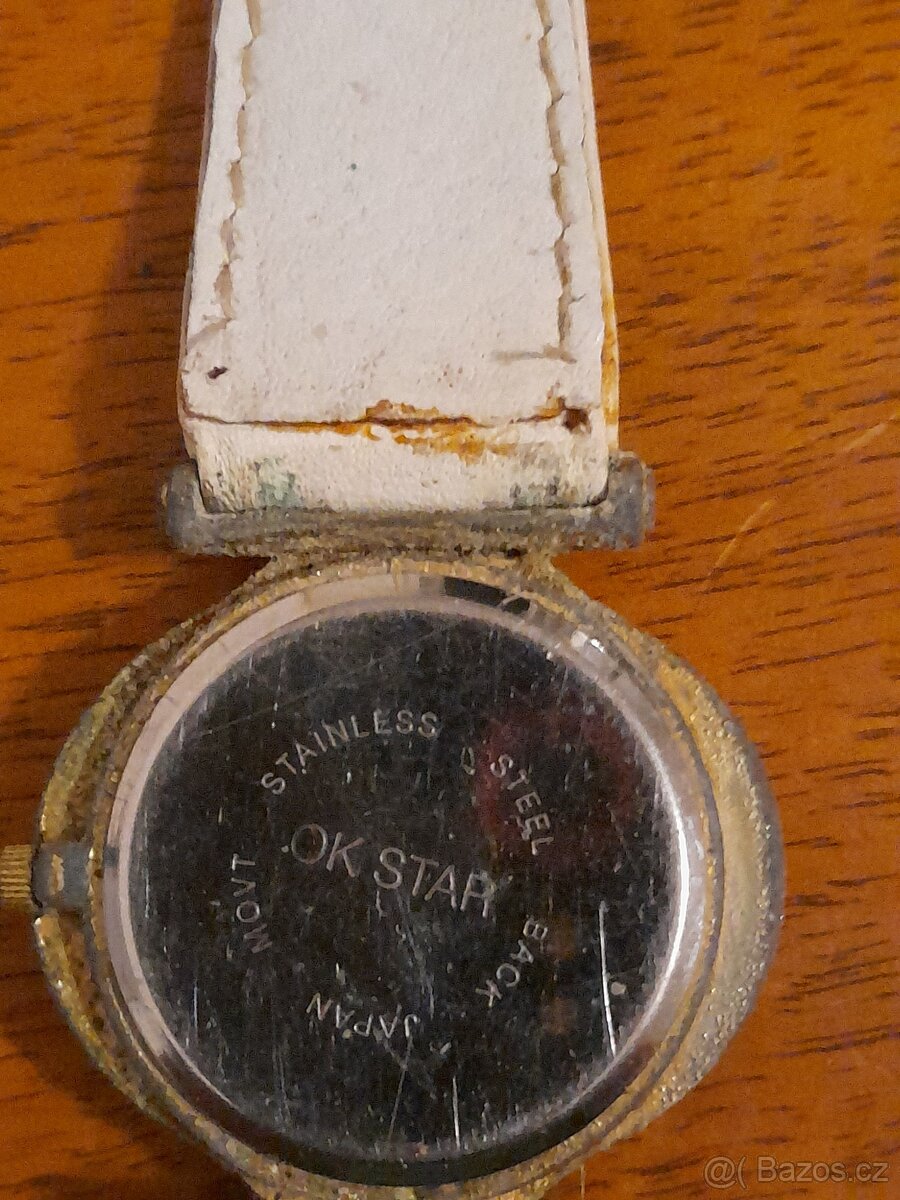 STAINLESS STEEL BACK
OK STAR
JAPAN MOVT
@( Bazos.cz